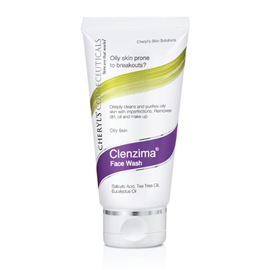 Cheryl's Skin Solutions
CHERYL'S COSMECEUTICALS
Oily skin prone
to breakouts?
Deeply cleans and purifies oily
skin with imperfections. Removes
dirt, oil and make up.
Oily Skin
Clenzima®
Face Wash
Salicylic Acid, Tea Tree Oil,
Eucalyptus Oil